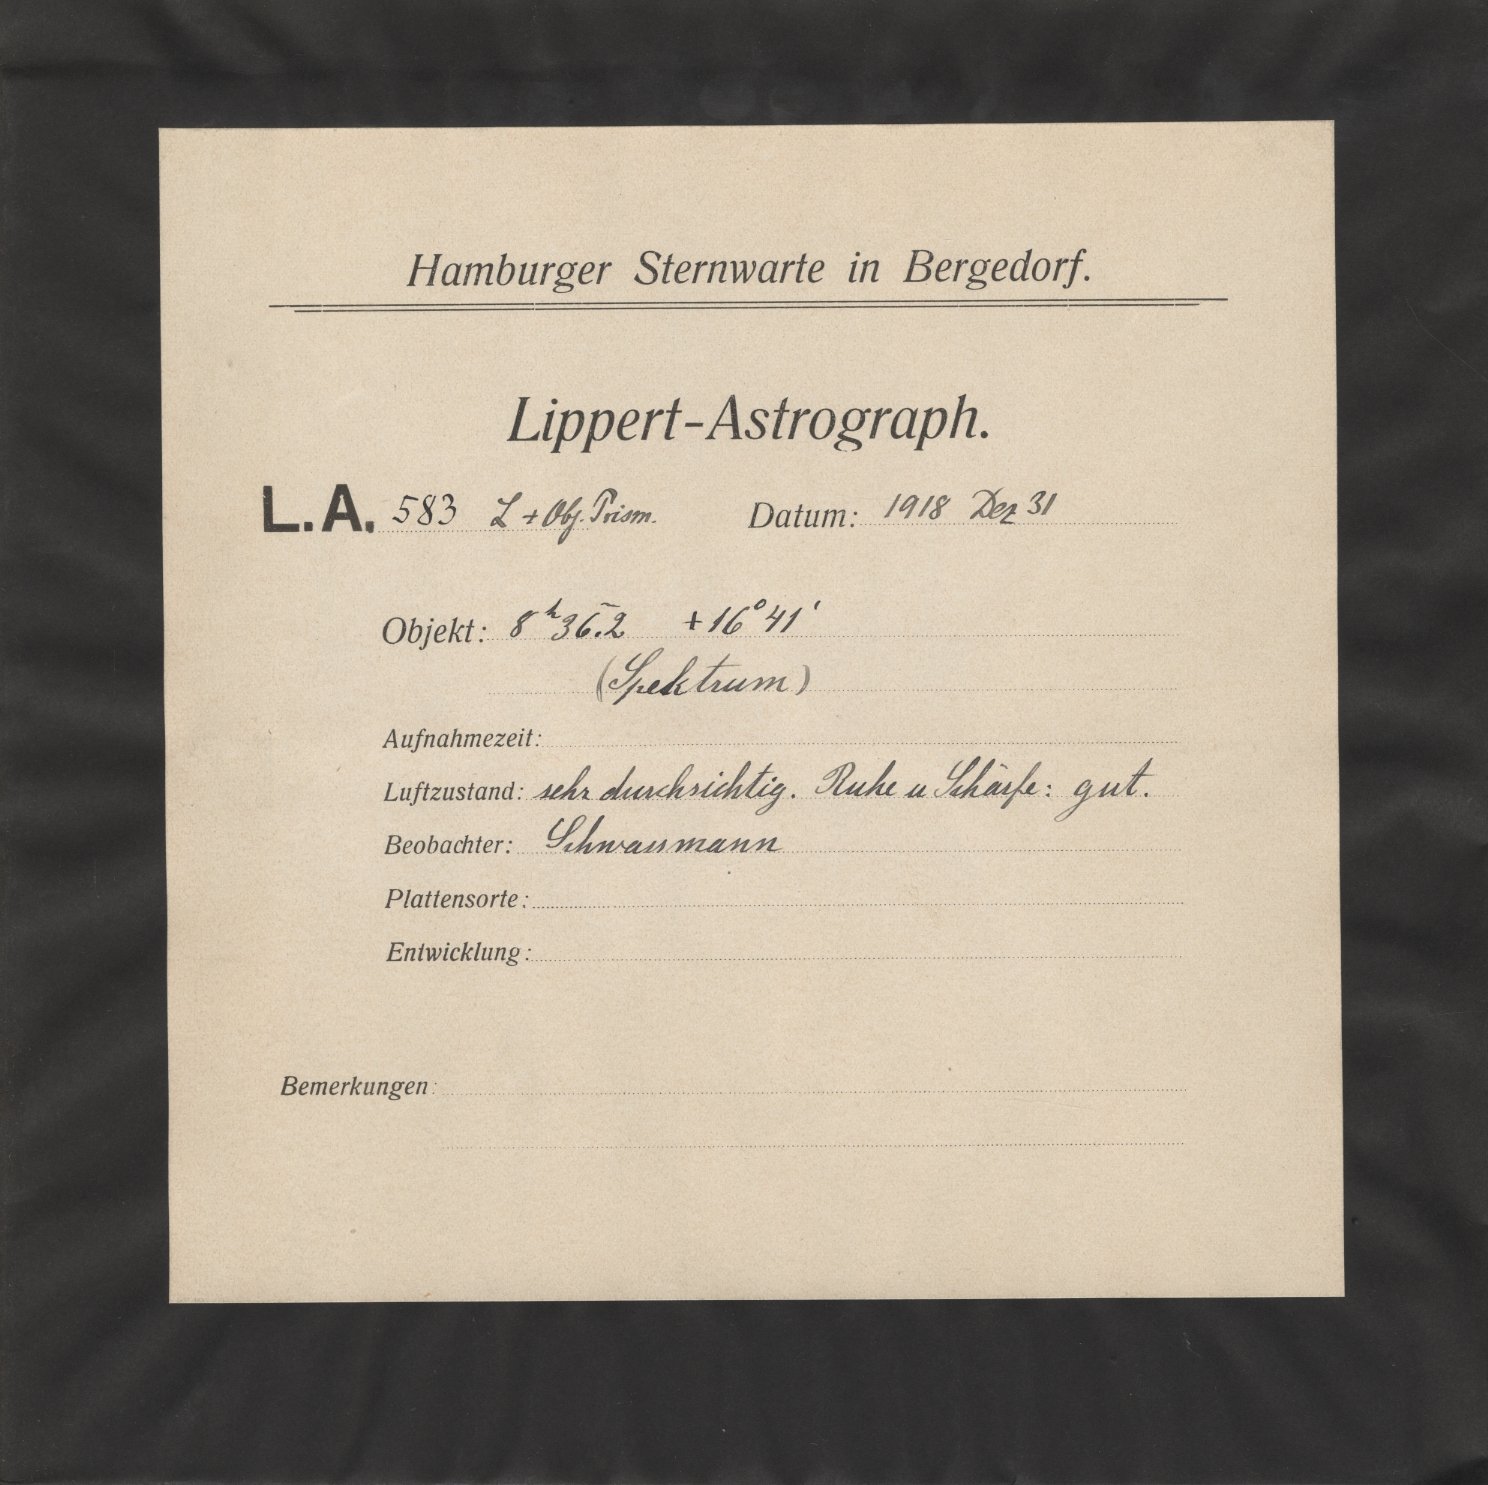 Hamburger Sternwarte in Bergedorf.
Lippert-Astrograph.
L.A. 583 L + Obj. Prism. Datum: 1918 Dez 31
Objekt: 8ʰ 36.2 +16° 41'
(Spektrum)
Aufnahmezeit:
Luftzustand: sehr durchsichtig. Ruhe u Schärfe: gut.
Beobachter: Schwassmann
Plattensorte:
Entwicklung:
Bemerkungen: